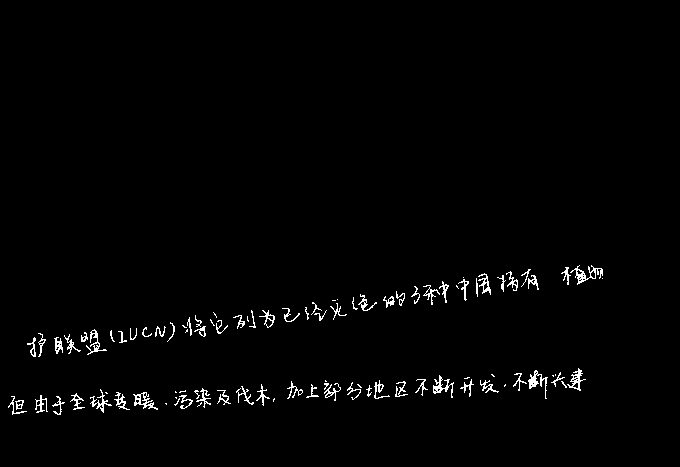 护联盟(IUCN)将它列为已经灭绝的3种中国特有 植物
但由于全球变暖、污染及伐木,加上部分地区不断开发,不断兴建